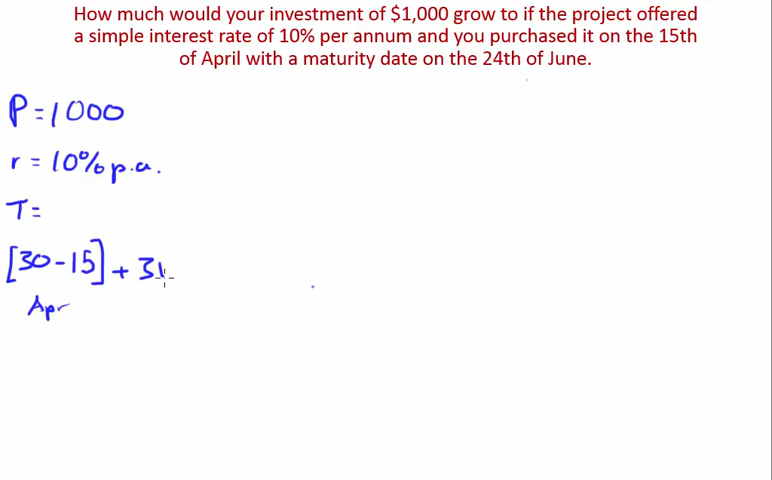 How much would your investment of $1,000 grow to if the project offered
a simple interest rate of 10% per annum and you purchased it on the 15th
of April with a maturity date on the 24th of June.
P=1000
r = 10% p.a.
T=
[30-15] + 31
Apr